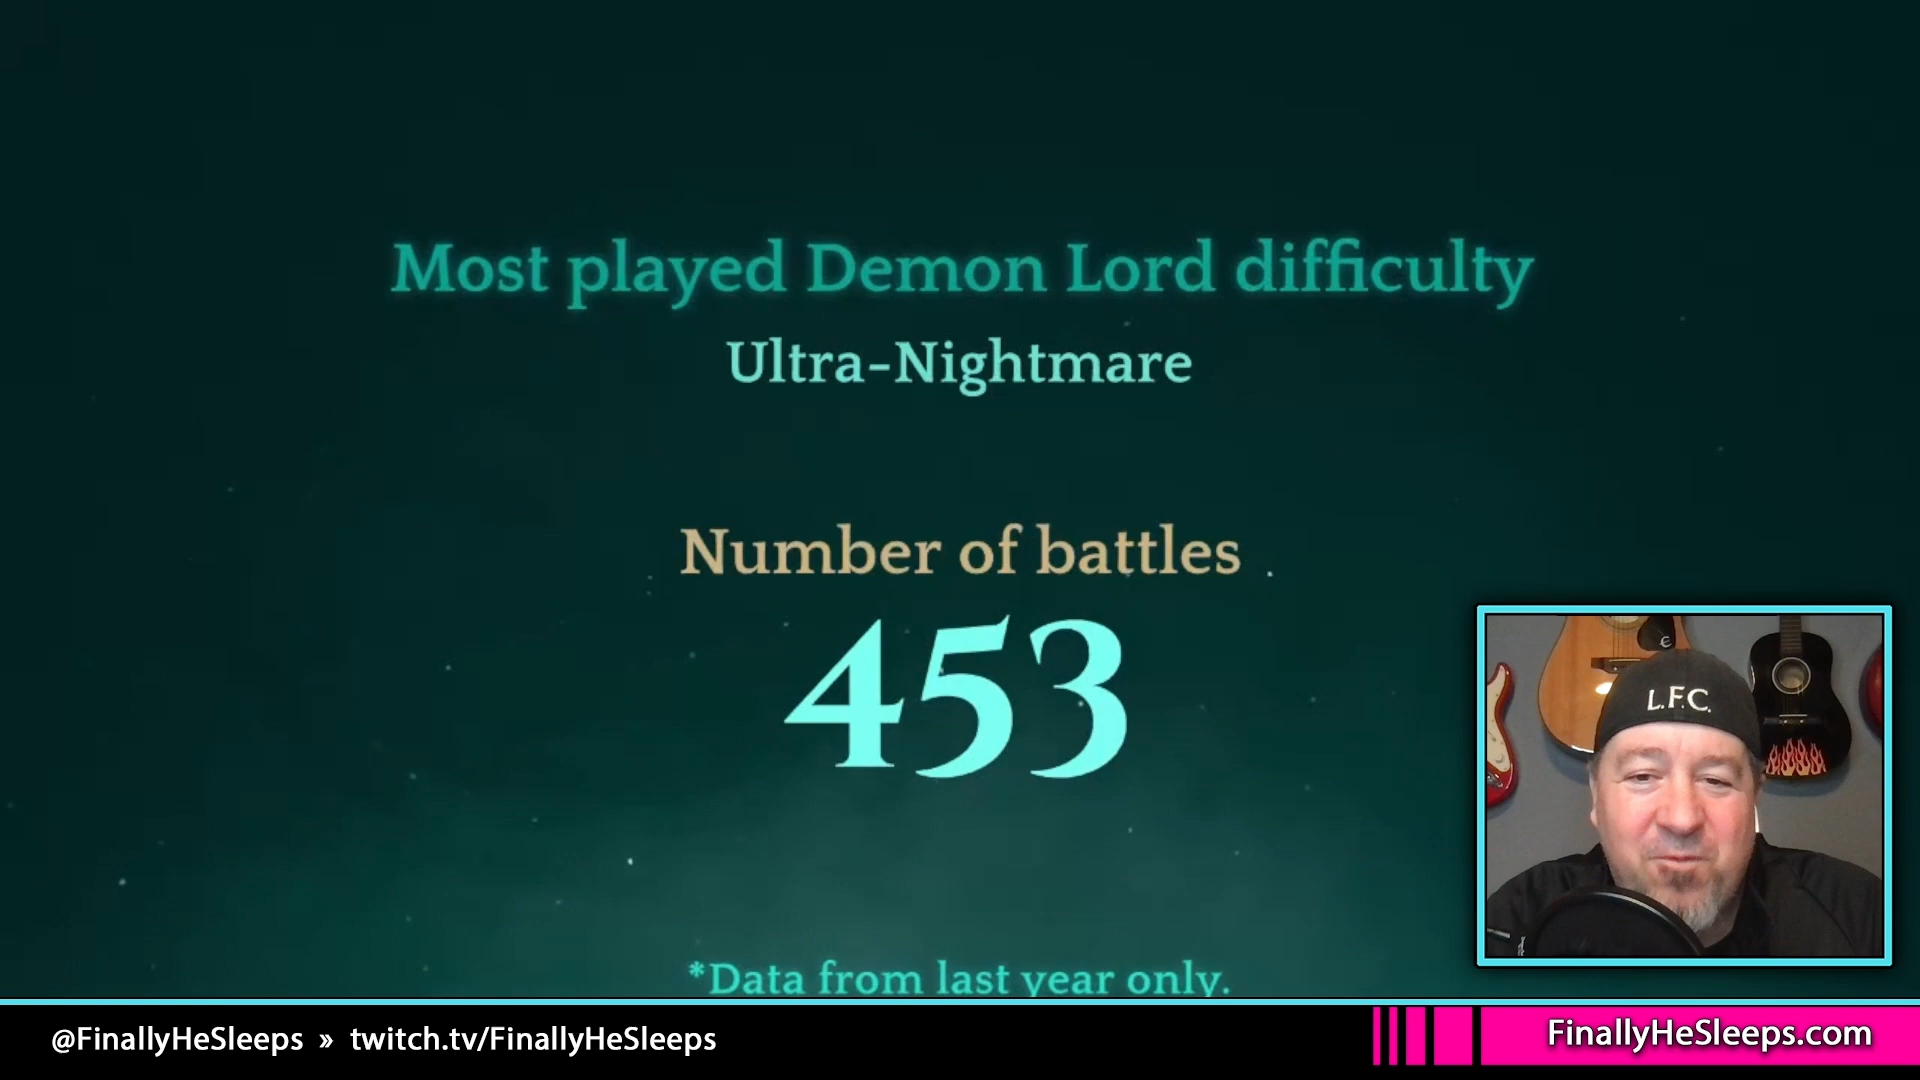 Most played Demon Lord difficulty
Ultra-Nightmare
Number of battles
453
*Data from last year only.
L.F.C.
@FinallyHeSleeps » twitch.tv/FinallyHeSleeps
FinallyHeSleeps.com